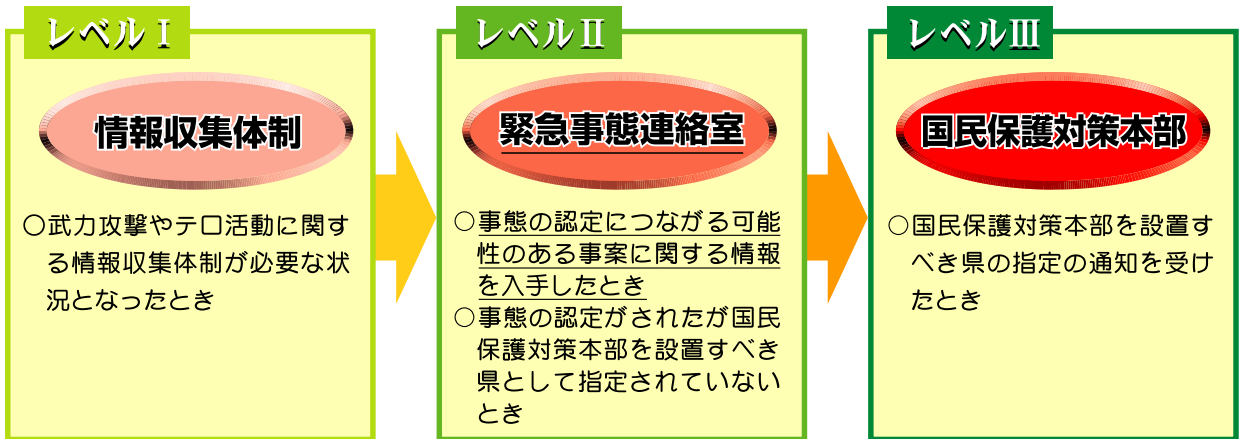 レベルⅠ
情報収集体制
○武力攻撃やテロ活動に関す
る情報収集体制が必要な状
況となったとき
レベルⅡ
緊急事態連絡室
○事態の認定につながる可能
性のある事案に関する情報
を入手したとき
○事態の認定がされたが国民
保護対策本部を設置すべき
県として指定されていない
とき
レベルⅢ
国民保護対策本部
○国民保護対策本部を設置す
べき県の指定の通知を受け
たとき